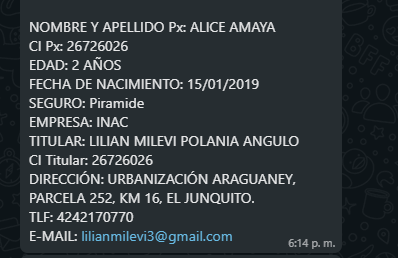 NOMBRE Y APELLIDO Px: ALICE AMAYA
CI Px: 26726026
EDAD: 2 AÑOS
FECHA DE NACIMIENTO: 15/01/2019
SEGURO: Piramide
EMPRESA: INAC
TITULAR: LILIAN MILEVI POLANIA ANGULO
CI Titular: 26726026
DIRECCIÓN: URBANIZACIÓN ARAGUANEY,
PARCELA 252, KM 16, EL JUNQUITO.
TLF: 4242170770
E-MAIL: lilianmilevi3@gmail.com
6:14 p. m.